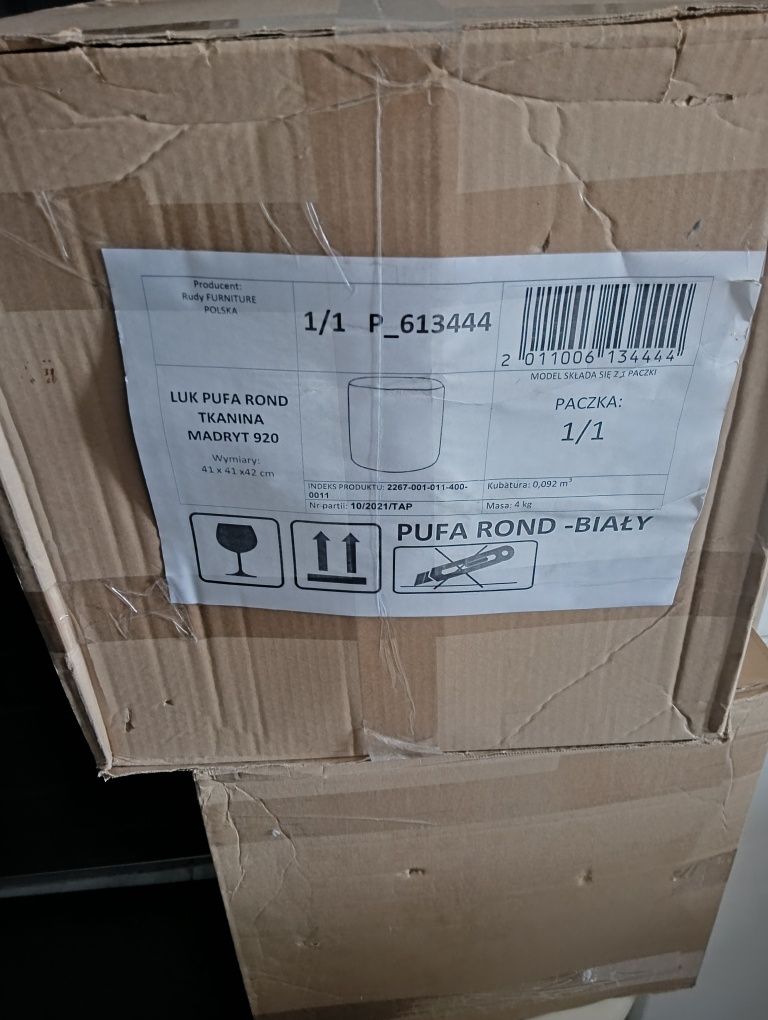 Producent:
Rudy FURNITURE
POLSKA
1/1 P_613444
2 011006 134444
MODEL SKŁADA SIĘ Z 1 PACZKI
LUK PUFA ROND
TKANINA
MADRYT 920
Wymiary:
41 x 41 x42 cm
PACZKA:
1/1
INDEKS PRODUKTU: 2267-001-011-400-
0011
Nr partii: 10/2021/TAP
Kubatura: 0,092 m³
Masa: 4 kg
PUFA ROND -BIAŁY